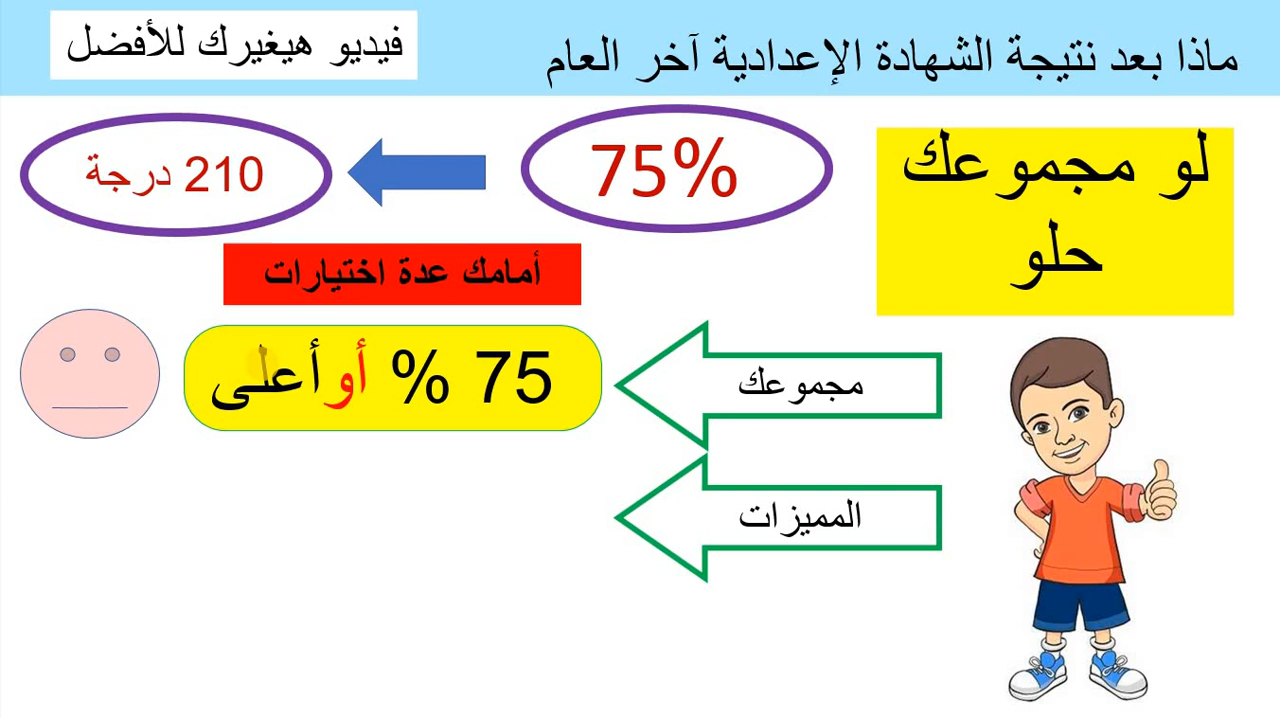 ماذا بعد نتيجة الشهادة الإعدادية آخر العام
فيديو هيغيرك للأفضل
لو مجموعك
حلو
75%
210 درجة
أمامك عدة اختيارات
مجموعك
75 % أو أعلى
المميزات